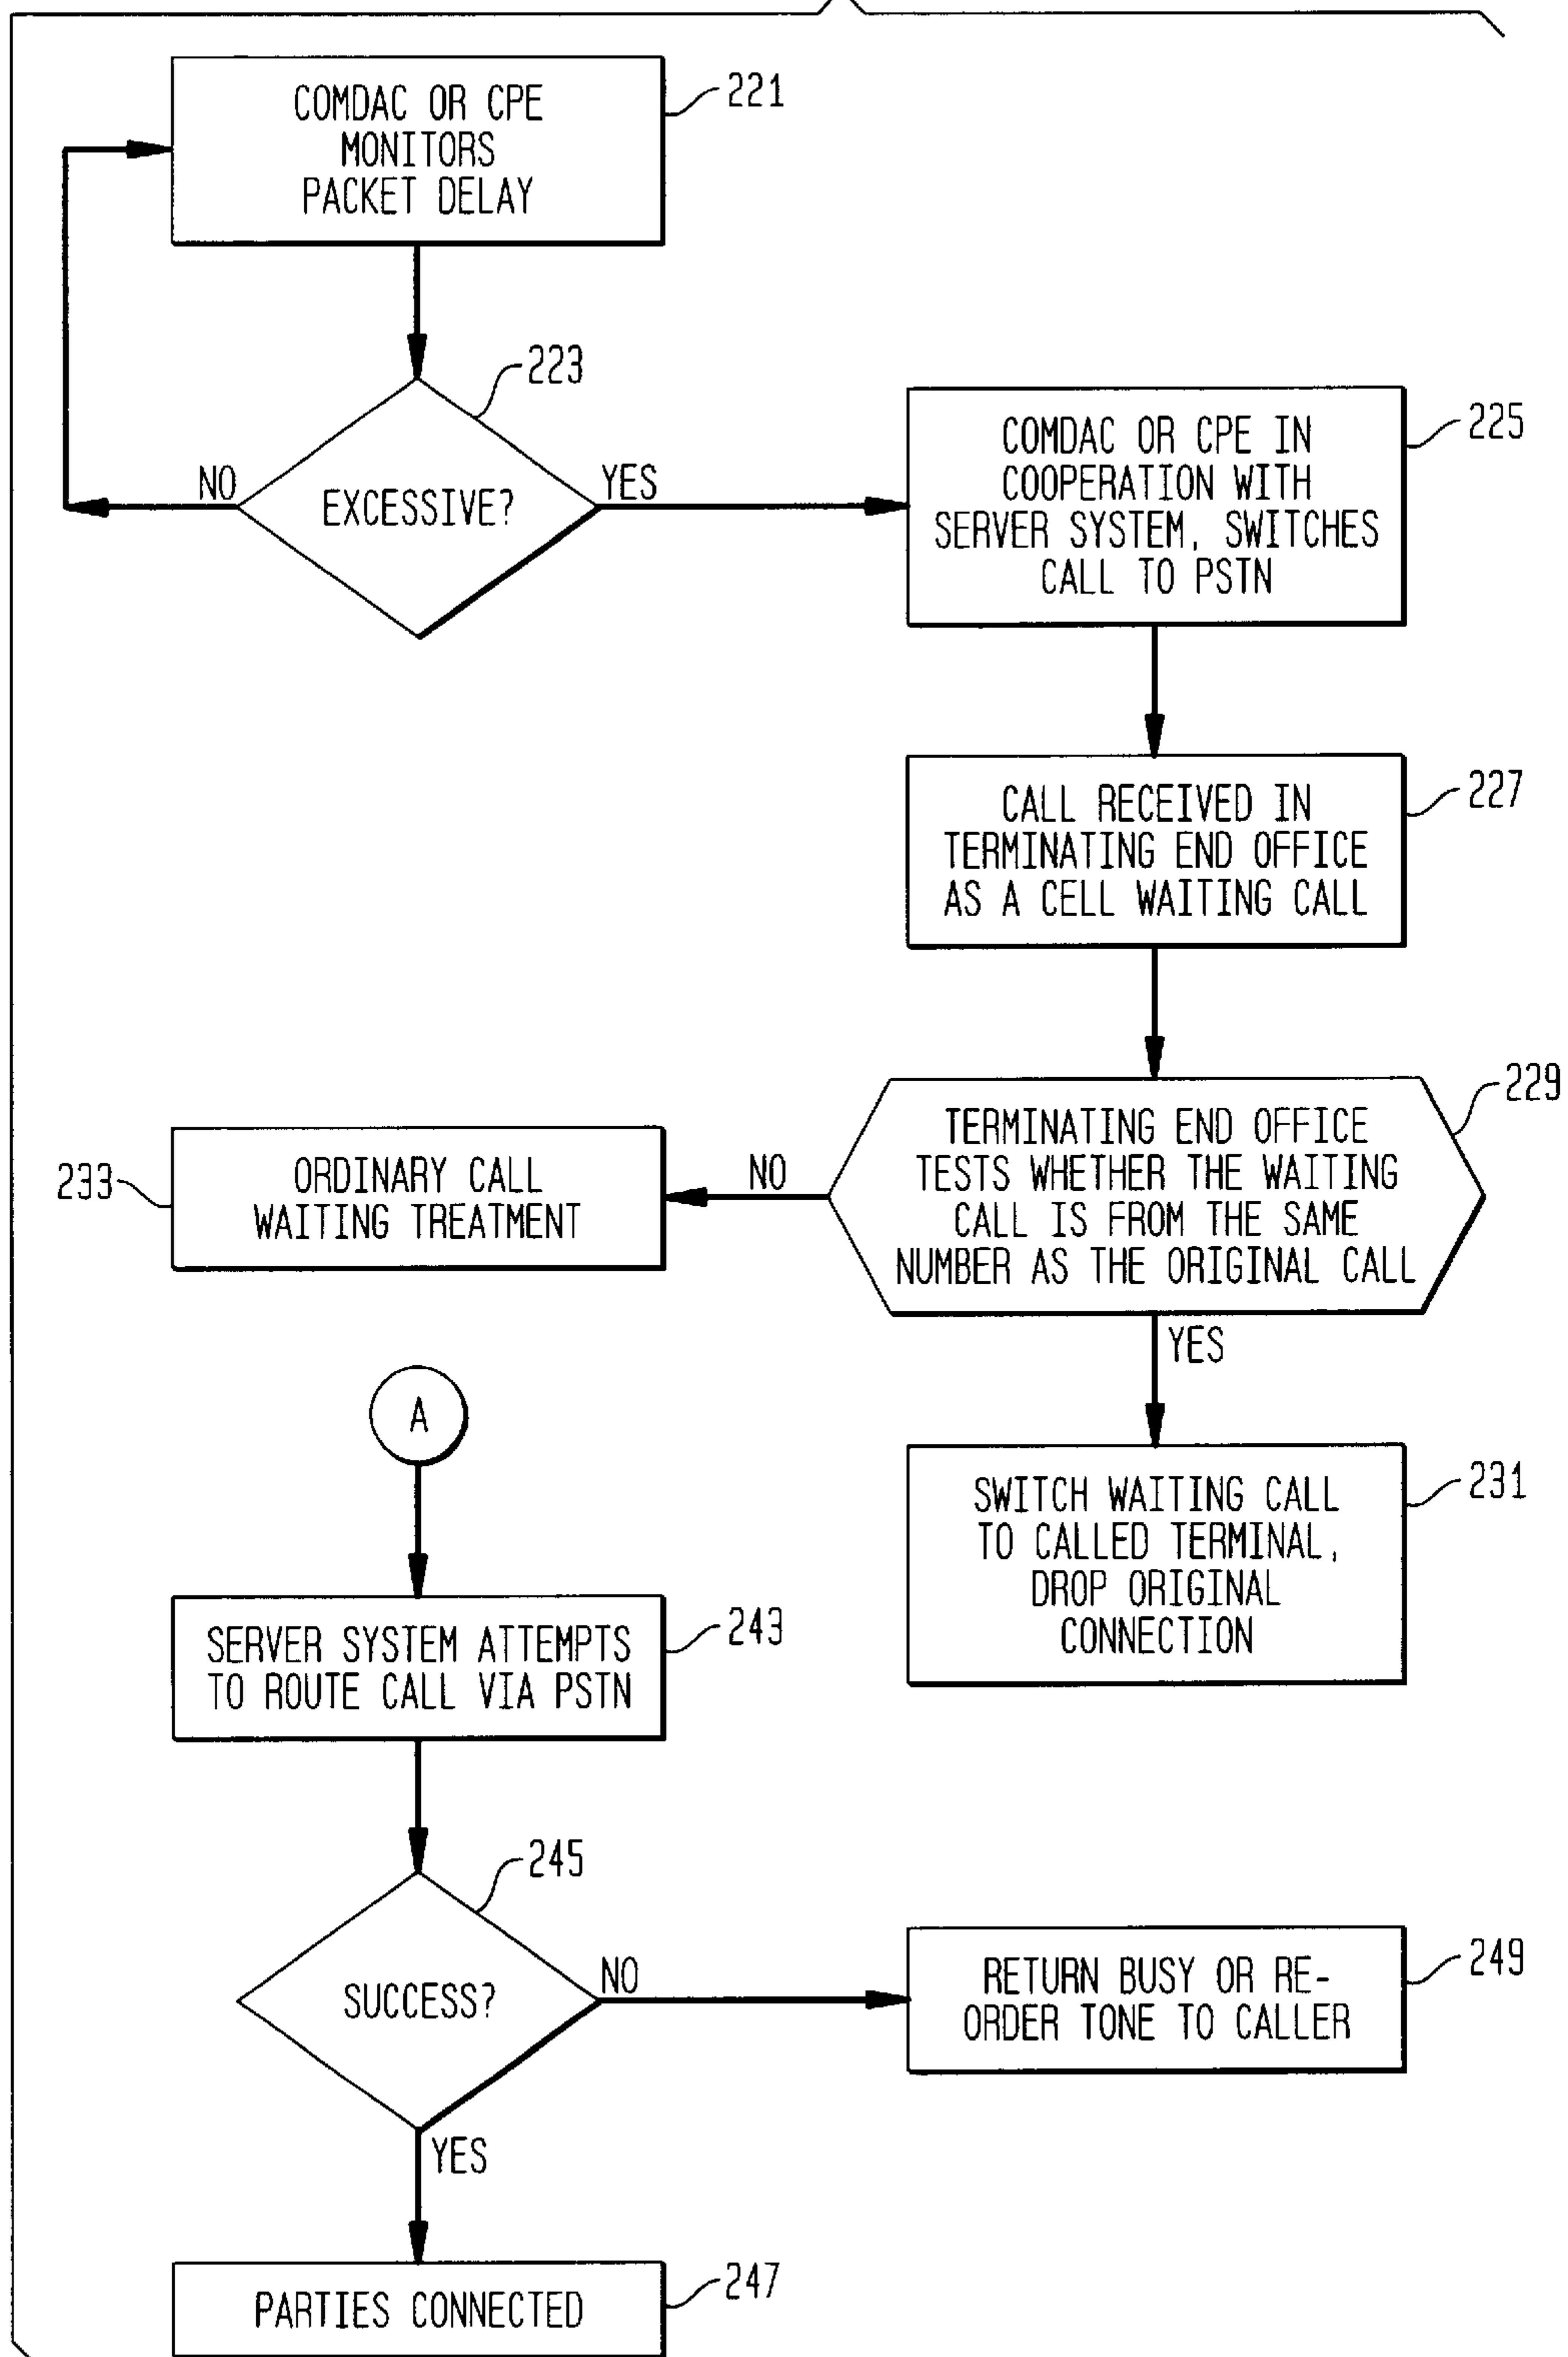 COMDAC OR CPE
MONITORS
PACKET DELAY
221
EXCESSIVE?
223
NO
YES
COMDAC OR CPE IN
COOPERATION WITH
SERVER SYSTEM, SWITCHES
CALL TO PSTN
225
CALL RECEIVED IN
TERMINATING END OFFICE
AS A CELL WAITING CALL
227
TERMINATING END OFFICE
TESTS WHETHER THE WAITING
CALL IS FROM THE SAME
NUMBER AS THE ORIGINAL CALL
229
NO
ORDINARY CALL
WAITING TREATMENT
233
YES
SWITCH WAITING CALL
TO CALLED TERMINAL,
DROP ORIGINAL
CONNECTION
231
A
SERVER SYSTEM ATTEMPTS
TO ROUTE CALL VIA PSTN
243
SUCCESS?
245
NO
RETURN BUSY OR RE-
ORDER TONE TO CALLER
249
YES
PARTIES CONNECTED
247